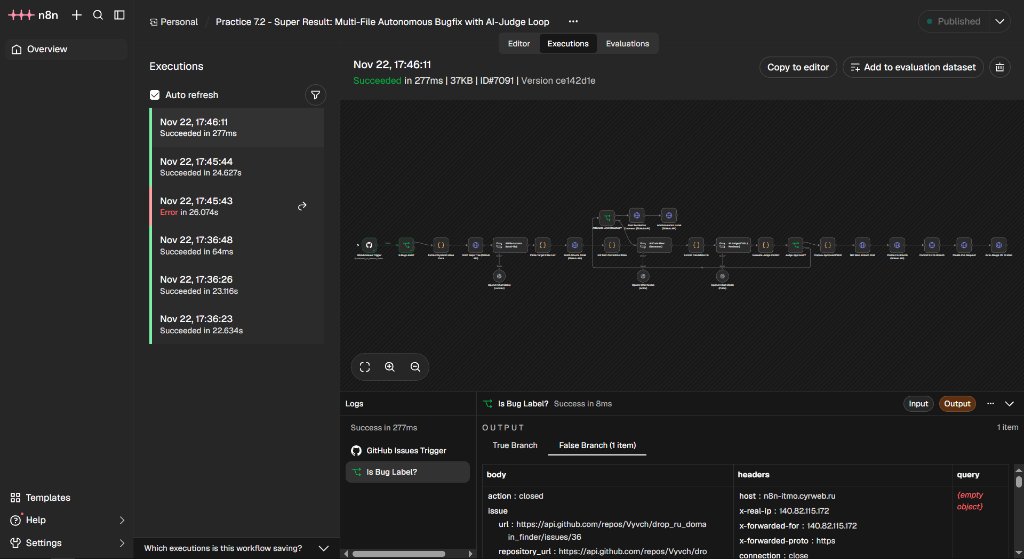 n8n
Personal
Practice 7.2 - Super Result: Multi-File Autonomous Bugfix with AI-Judge Loop
...
Published
Overview
Editor
Executions
Evaluations
Executions
Nov 22, 17:46:11
Succeeded in 277ms | 37KB | ID#7091 | Version ce142d1e
Copy to editor
Add to evaluation dataset
Auto refresh
Nov 22, 17:46:11
Succeeded in 277ms
Nov 22, 17:45:44
Succeeded in 24.627s
Nov 22, 17:45:43
Error in 26.074s
Nov 22, 17:36:48
Succeeded in 64ms
Nov 22, 17:36:26
Succeeded in 23.116s
Nov 22, 17:36:23
Succeeded in 22.634s
Logs
Is Bug Label? Success in 8ms
Input
Output
...
Success in 277ms
OUTPUT
1 item
GitHub Issues Trigger
True Branch
False Branch (1 item)
Is Bug Label?
body
headers
query
action : closed
host : n8n-itmo.cyrweb.ru
{empty
object}
issue
x-real-ip : 140.82.115.172
url : https://api.github.com/repos/Vyvch/drop_ru_doma
in_finder/issues/36
x-forwarded-for : 140.82.115.172
x-forwarded-proto : https
repository_url : https://api.github.com/repos/Vyvch/dro
connection : close
Templates
Help
Settings
Which executions is this workflow saving?